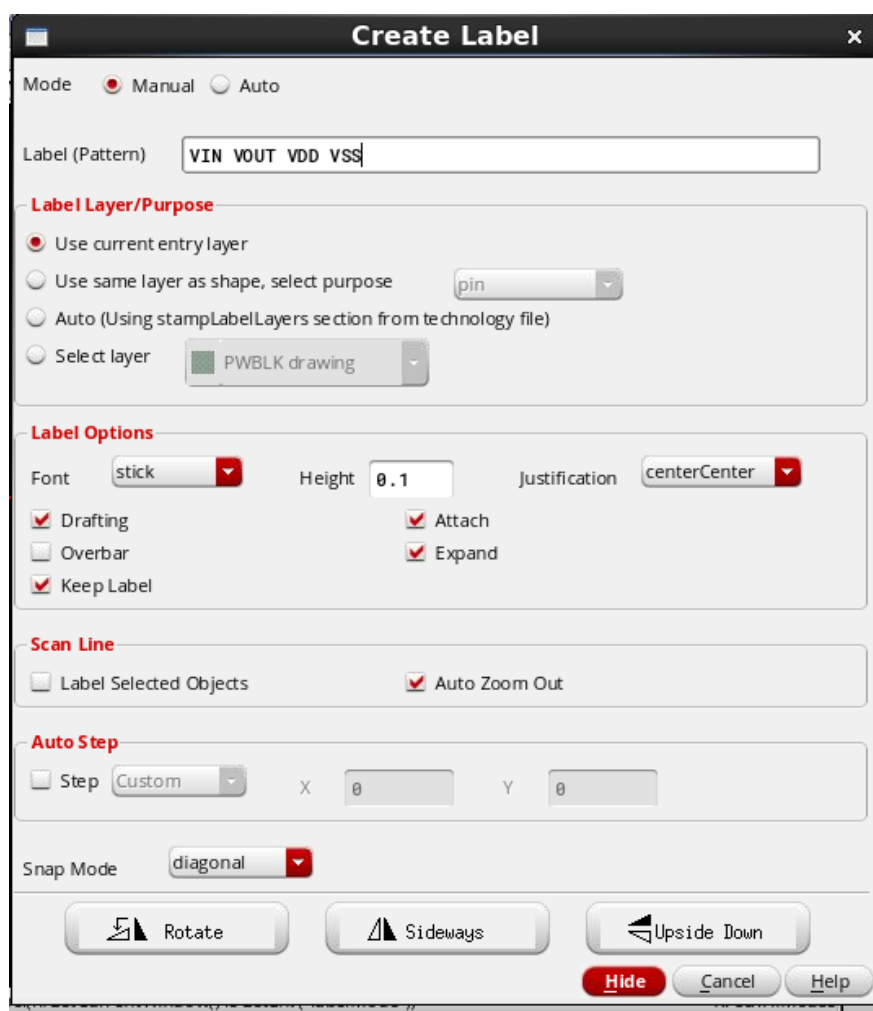 Create Label
Mode Manual Auto
Label (Pattern) VIN VOUT VDD VSS
Label Layer/Purpose
Use current entry layer
Use same layer as shape, select purpose pin
Auto (Using stampLabelLayers section from technology file)
Select layer PWBLK drawing
Label Options
Font stick Height 0.1 Justification centerCenter
Drafting Attach
Overbar Expand
Keep Label
Scan Line
Label Selected Objects Auto Zoom Out
Auto Step
Step Custom X 0 Y 0
Snap Mode diagonal
Rotate Sideways Upside Down
Hide Cancel Help